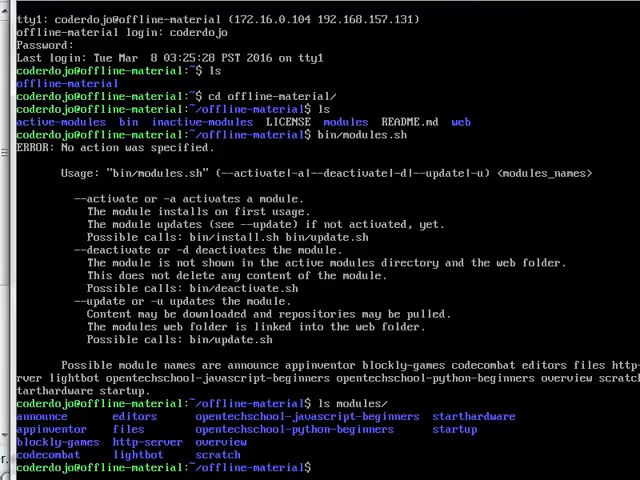 tty1: coderdojo@offline-material (172.16.0.104 192.168.157.131)
offline-material login: coderdojo
Password:
Last login: Tue Mar  8 03:25:28 PST 2016 on tty1
coderdojo@offline-material:~$ ls
offline-material
coderdojo@offline-material:~$ cd offline-material/
coderdojo@offline-material:~/offline-material$ ls
active-modules  bin  inactive-modules  LICENSE  modules  README.md  web
coderdojo@offline-material:~/offline-material$ bin/modules.sh
ERROR: No action was specified.
Usage: "bin/modules.sh" (--activate|-a|--deactivate|-d|--update|-u) <modules_names>
--activate or -a activates a module.
The module installs on first usage.
The module updates (see --update) if not activated, yet.
Possible calls: bin/install.sh bin/update.sh
--deactivate or -d deactivates the module.
The module is not shown in the active modules directory and the web folder.
This does not delete any content of the module.
Possible calls: bin/deactivate.sh
--update or -u updates the module.
Content may be downloaded and repositories may be pulled.
The modules web folder is linked into the web folder.
Possible calls: bin/update.sh
Possible module names are announce appinventor blockly-games codecombat editors files http-se
rver lightbot opentechschool-javascript-beginners opentechschool-python-beginners overview scratch
tarthardware startup.
coderdojo@offline-material:~/offline-material$ ls modules/
announce  editors  opentechschool-javascript-beginners  starthardware
appinventor  files  opentechschool-python-beginners  startup
blockly-games  http-server  overview
codecombat  lightbot  scratch
coderdojo@offline-material:~/offline-material$